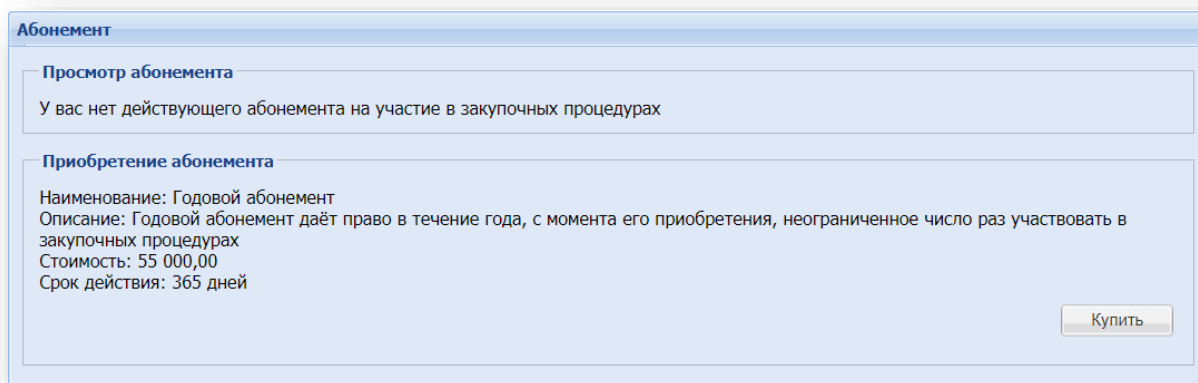 Абонемент
Просмотр абонемента
У вас нет действующего абонемента на участие в закупочных процедурах
Приобретение абонемента
Наименование: Годовой абонемент
Описание: Годовой абонемент даёт право в течение года, с момента его приобретения, неограниченное число раз участвовать в
закупочных процедурах
Стоимость: 55 000,00
Срок действия: 365 дней
Купить